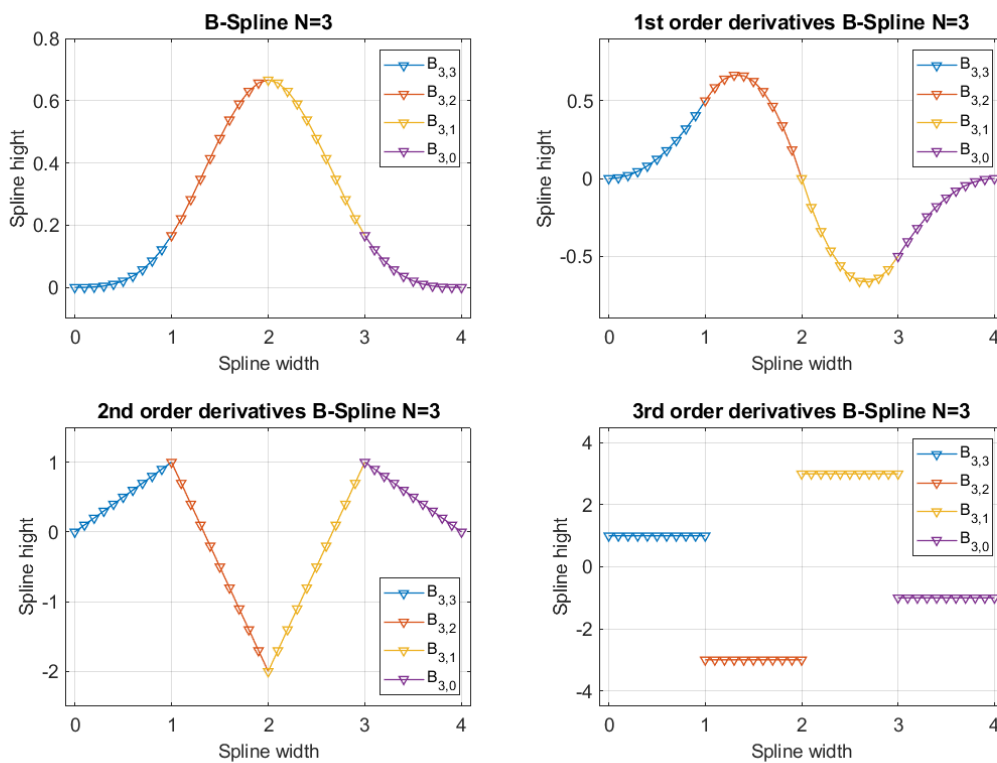 B-Spline N=3
0.8
0.6
0.4
0.2
0
Spline hight
B3,3
B3,2
B3,1
B3,0
0 1 2 3 4
Spline width
1st order derivatives B-Spline N=3
0.5
0
-0.5
Spline hight
B3,3
B3,2
B3,1
B3,0
0 1 2 3 4
Spline width
2nd order derivatives B-Spline N=3
1
0
-1
-2
Spline hight
B3,3
B3,2
B3,1
B3,0
0 1 2 3 4
Spline width
3rd order derivatives B-Spline N=3
4
2
0
-2
-4
Spline hight
B3,3
B3,2
B3,1
B3,0
0 1 2 3 4
Spline width